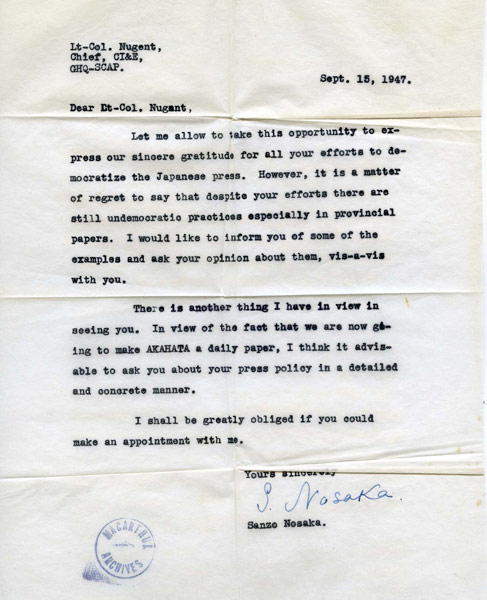 Lt-Col. Nugent,
Chief, CI&E,
GHQ-SCAP.
Sept. 15, 1947.
Dear Lt-Col. Nugant,
Let me allow to take this opportunity to ex-
press our sincere gratitude for all your efforts to de-
mocratize the Japanese press. However, it is a matter
of regret to say that despite your efforts there are
still undemocratic practices especially in provincial
papers. I would like to inform you of some of the
examples and ask your opinion about them, vis-a-vis
with you.
There is another thing I have in view in
seeing you. In view of the fact that we are now go-
ing to make AKAHATA a daily paper, I think it advis-
able to ask you about your press policy in a detailed
and concrete manner.
I shall be greatly obliged if you could
make an appointment with me.
Yours sincerely
S. Nosaka.
Sanzo Nosaka.
MACARTHUR
ARCHIVES